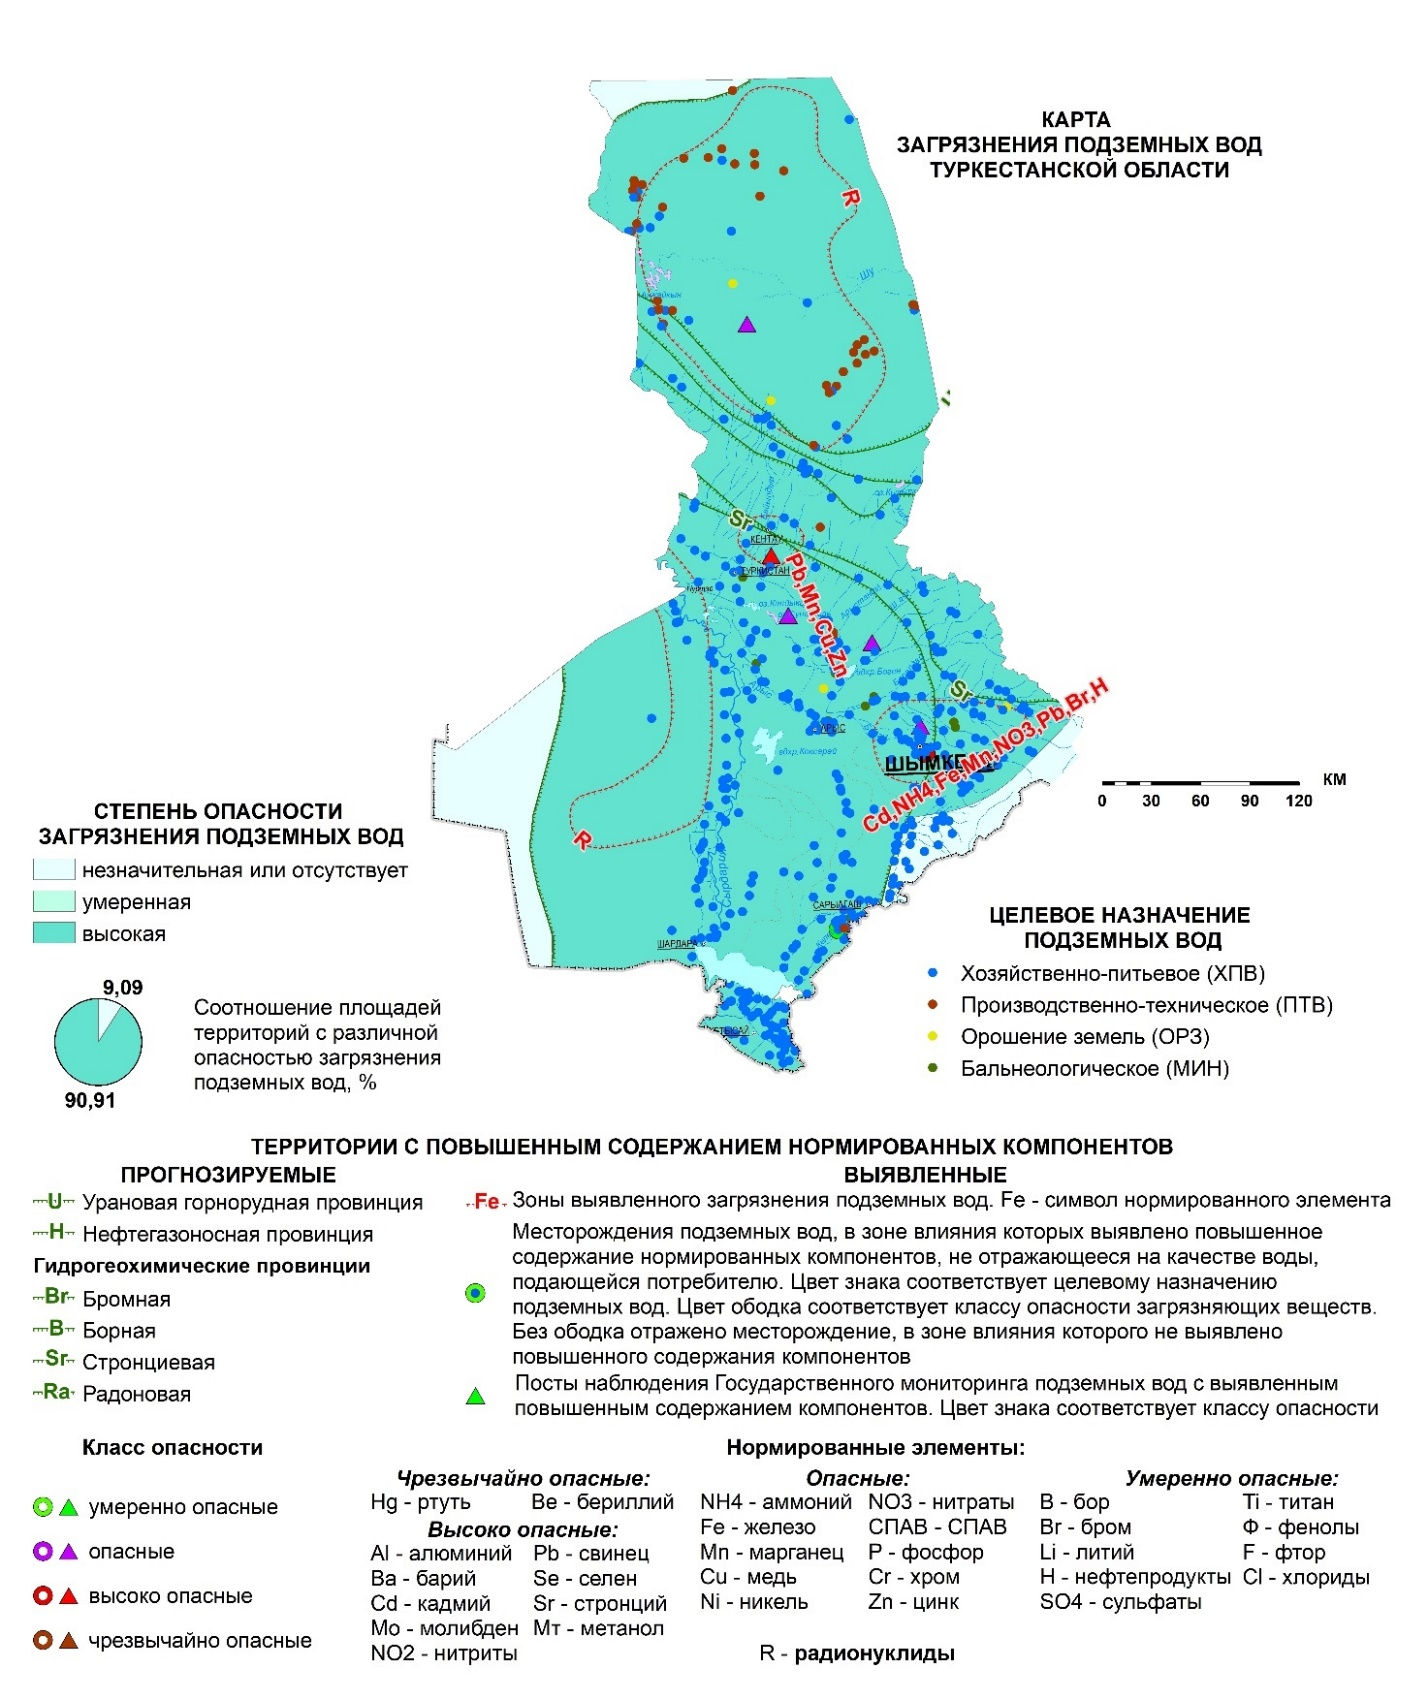 КАРТА
ЗАГРЯЗНЕНИЯ ПОДЗЕМНЫХ ВОД
ТУРКЕСТАНСКОЙ ОБЛАСТИ
R
Шу
Sr
КЕНТАУ
ТУРКИСТАН
Pb,Mn,Cu,Zn
Sr
Арыс
АРЫС
вдхр.Коксарай
ШЫМКЕ
Cd,NH4,Fe,Mn,NO3,Pb,Br,H
R
Сырдария
САРЫАГАШ
ШАРДАРА
КМ
0 30 60 90 120
СТЕПЕНЬ ОПАСНОСТИ
ЗАГРЯЗНЕНИЯ ПОДЗЕМНЫХ ВОД
незначительная или отсутствует
умеренная
высокая
9,09
90,91
Соотношение площадей
территорий с различной
опасностью загрязнения
подземных вод, %
ЦЕЛЕВОЕ НАЗНАЧЕНИЕ
ПОДЗЕМНЫХ ВОД
Хозяйственно-питьевое (ХПВ)
Производственно-техническое (ПТВ)
Орошение земель (ОРЗ)
Бальнеологическое (МИН)
ТЕРРИТОРИИ С ПОВЫШЕННЫМ СОДЕРЖАНИЕМ НОРМИРОВАННЫХ КОМПОНЕНТОВ
ПРОГНОЗИРУЕМЫЕ
U Урановая горнорудная провинция
H Нефтегазоносная провинция
Гидрогеохимические провинции
Br Бромная
B Борная
Sr Стронциевая
Ra Радоновая
ВЫЯВЛЕННЫЕ
Fe Зоны выявленного загрязнения подземных вод. Fe - символ нормированного элемента
Месторождения подземных вод, в зоне влияния которых выявлено повышенное
содержание нормированных компонентов, не отражающееся на качестве воды,
подающейся потребителю. Цвет знака соответствует целевому назначению
подземных вод. Цвет ободка соответствует классу опасности загрязняющих веществ.
Без ободка отражено месторождение, в зоне влияния которого не выявлено
повышенного содержания компонентов
Посты наблюдения Государственного мониторинга подземных вод с выявленным
повышенным содержанием компонентов. Цвет знака соответствует классу опасности
Класс опасности
умеренно опасные
опасные
высоко опасные
чрезвычайно опасные
Нормированные элементы:
Чрезвычайно опасные:
Hg - ртуть Be - бериллий
Высоко опасные:
Al - алюминий Pb - свинец
Ba - барий Se - селен
Cd - кадмий Sr - стронций
Mo - молибден Мт - метанол
NO2 - нитриты
Опасные:
NH4 - аммоний NO3 - нитраты
Fe - железо СПАВ - СПАВ
Mn - марганец P - фосфор
Cu - медь Cr - хром
Ni - никель Zn - цинк
Умеренно опасные:
B - бор Ti - титан
Br - бром Ф - фенолы
Li - литий F - фтор
H - нефтепродукты Cl - хлориды
SO4 - сульфаты
R - радионуклиды